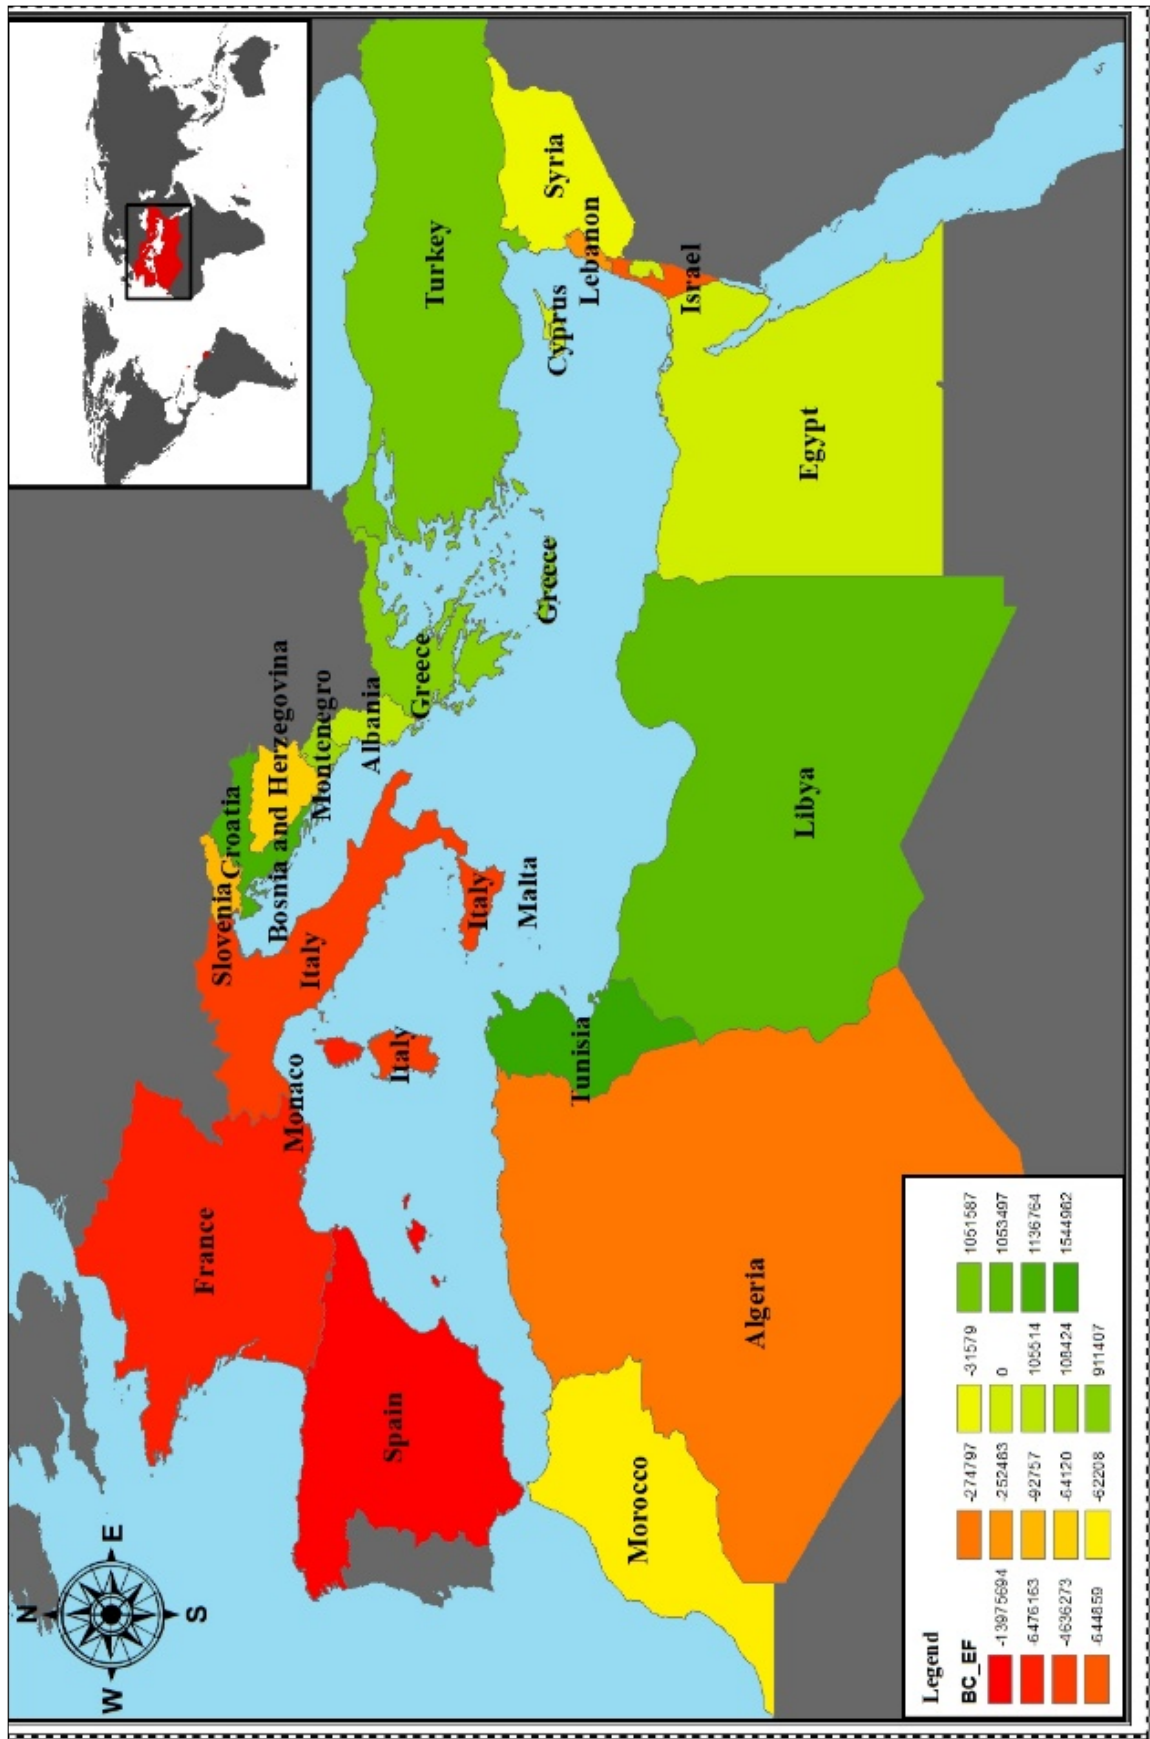 N
W E
S
France
Monaco
Spain
Italy
Slovenia
Croatia
Bosnia and Herzegovina
Montenegro
Albania
Greece
Turkey
Italy
Italy
Malta
Greece
Cyprus
Syria
Lebanon
Israel
Morocco
Algeria
Tunisia
Libya
Egypt
Legend
BC_EF
-13975694 -274797 -31579 1051587
-6476163 -252463 0 1053497
-4636273 -92757 105514 1136764
-644859 -64120 108424 1544982
-62208 911407